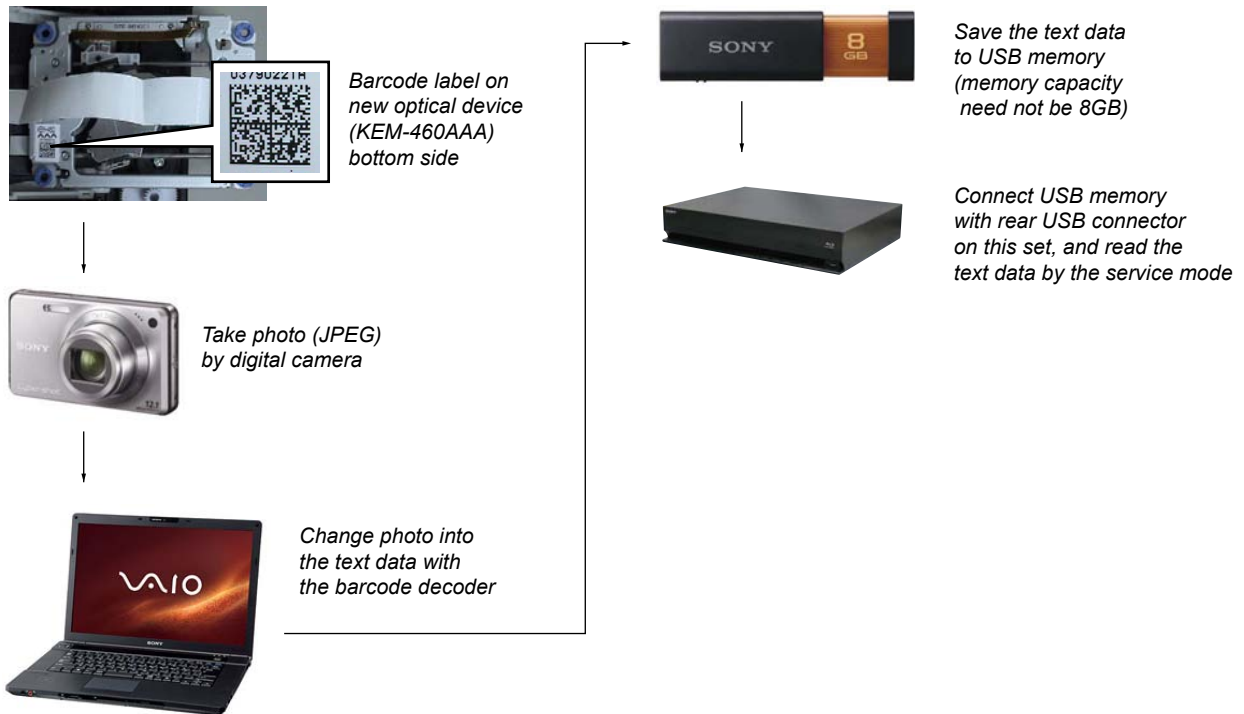 03790221A
Barcode label on
new optical device
(KEM-460AAA)
bottom side
SONY
Take photo (JPEG)
by digital camera
VAIO
SONY
Change photo into
the text data with
the barcode decoder
SONY
8
GB
Save the text data
to USB memory
(memory capacity
need not be 8GB)
Connect USB memory
with rear USB connector
on this set, and read the
text data by the service mode